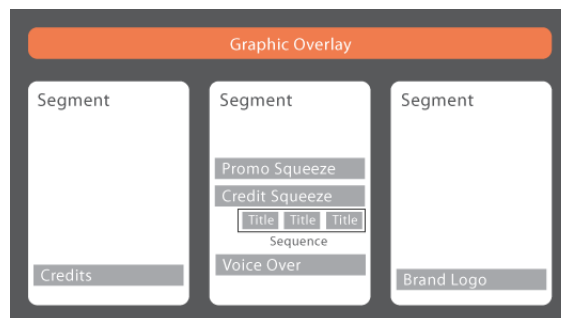 Graphic Overlay
Segment
Credits
Segment
Promo Squeeze
Credit Squeeze
Title Title Title
Sequence
Voice Over
Segment
Brand Logo